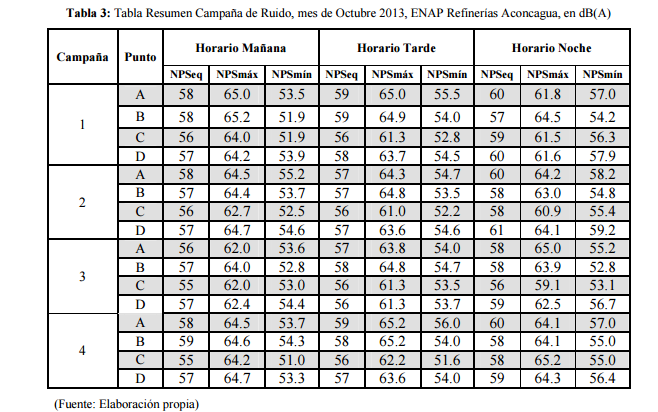 Tabla 3: Tabla Resumen Campaña de Ruido, mes de Octubre 2013, ENAP Refinerias Aconcagua, en dB(A)
Campaña Punto Horario Mañana Horario Tarde Horario Noche
NPSeq NPSmáx NPSmín NPSeq NPSmáx NPSmín NPSeq NPSmáx NPSmín
1 A 58 65.0 53.5 59 65.0 55.5 60 61.8 57.0
B 58 65.2 51.9 59 64.9 54.0 57 64.5 54.2
C 56 64.0 51.9 56 61.3 52.8 59 61.5 56.3
D 57 64.2 53.9 58 63.7 54.5 60 61.6 57.9
2 A 58 64.5 55.2 57 64.3 54.7 60 64.2 58.2
B 57 64.4 53.7 57 64.8 53.5 58 63.0 54.8
C 56 62.7 52.5 56 61.0 52.2 58 60.9 55.4
D 57 64.7 54.6 57 63.6 54.6 61 64.1 59.2
3 A 56 62.0 53.6 57 63.8 54.0 58 65.0 55.2
B 57 64.0 52.8 58 64.8 54.7 58 63.9 52.8
C 55 62.0 53.0 56 61.3 53.5 56 59.1 53.1
D 57 62.4 54.4 56 61.3 53.7 59 62.5 56.7
4 A 58 64.5 53.7 59 65.2 56.0 60 64.1 57.0
B 59 64.6 54.3 58 65.2 54.0 58 64.1 55.0
C 55 64.2 51.0 56 62.2 51.6 58 65.2 55.0
D 57 64.7 53.3 57 63.6 54.0 59 64.3 56.4
(Fuente: Elaboración propia)